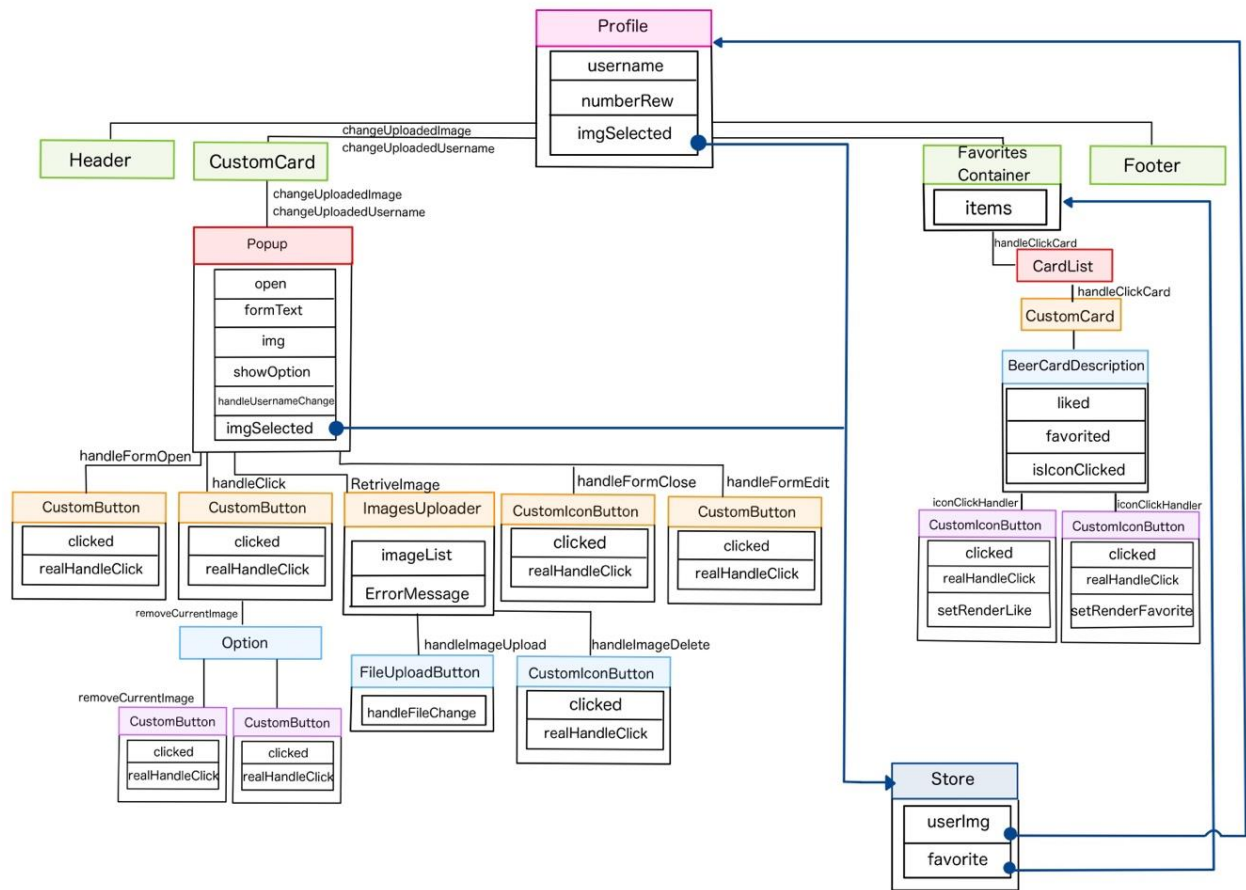 Profile
username
numberRew
imgSelected
changeUploadedImage
changeUploadedUsername
Header
CustomCard
Favorites
Container
items
Footer
changeUploadedImage
changeUploadedUsername
Popup
open
formText
img
showOption
handleUsernameChange
imgSelected
handleClickCard
CardList
handleClickCard
CustomCard
BeerCardDescription
liked
favorited
isIconClicked
handleFormOpen
handleClick
RetriveImage
handleFormClose
handleFormEdit
CustomButton
clicked
realHandleClick
CustomButton
clicked
realHandleClick
ImagesUploader
imageList
ErrorMessage
CustomIconButton
clicked
realHandleClick
CustomButton
clicked
realHandleClick
iconClickHandler
iconClickHandler
CustomIconButton
clicked
realHandleClick
setRenderLike
CustomIconButton
clicked
realHandleClick
setRenderFavorite
removeCurrentImage
Option
handleImageUpload
handleImageDelete
FileUploadButton
handleFileChange
CustomIconButton
clicked
realHandleClick
removeCurrentImage
CustomButton
clicked
realHandleClick
CustomButton
clicked
realHandleClick
Store
userImg
favorite